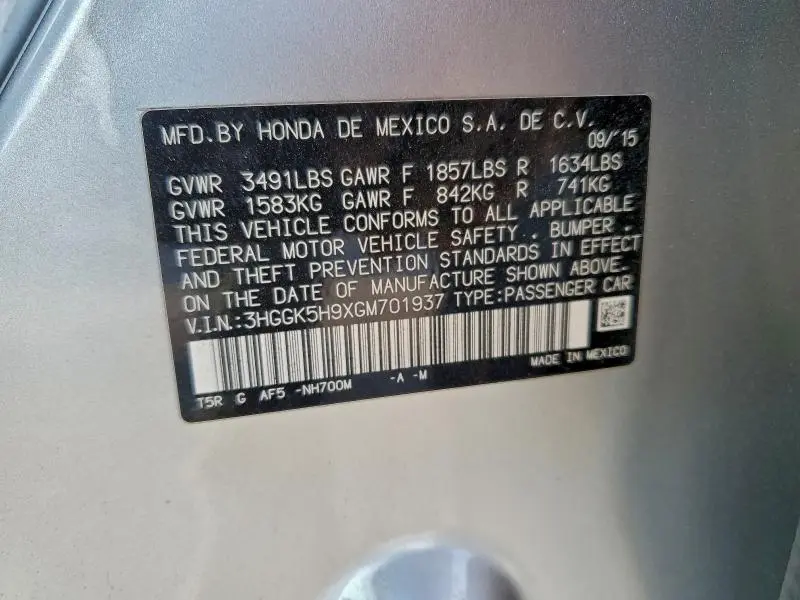 MFD.BY HONDA DE MEXICO S.A. DE C.V.
09/15
GVWR 3491LBS GAWR F 1857LBS R 1634LBS
GVWR 1583KG GAWR F 842KG R 741KG
THIS VEHICLE CONFORMS TO ALL APPLICABLE
FEDERAL MOTOR VEHICLE SAFETY , BUMPER ,
AND THEFT PREVENTION STANDARDS IN EFFECT
ON THE DATE OF MANUFACTURE SHOWN ABOVE.
V.I.N.:3HGGK5H9XGM701937 TYPE:PASSENGER CAR
MADE IN MEXICO
T5R G AF5 -NH700M -A -M